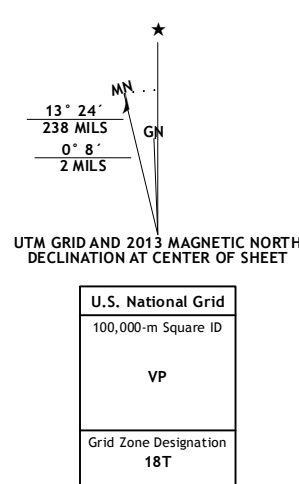 MN
GN
13° 24´
238 MILS
0° 8´
2 MILS
UTM GRID AND 2013 MAGNETIC NORTH
DECLINATION AT CENTER OF SHEET
U.S. National Grid
100,000-m Square ID
VP
Grid Zone Designation
18T